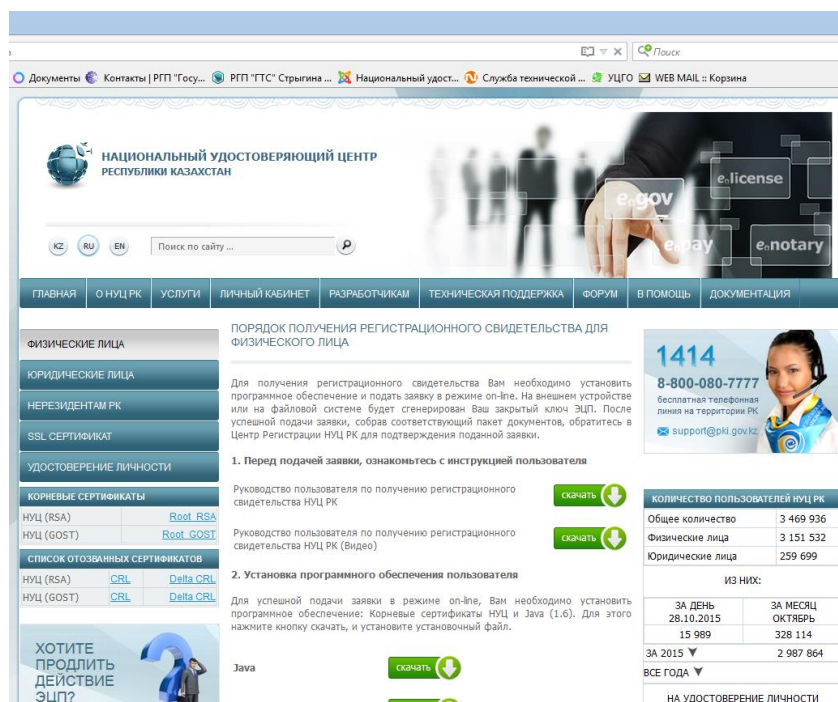 Поиск
Документы
Контакты | РГП "Госу...
РГП "ГТС" Стрыгина ...
Национальный удост...
Служба технической ...
УЦГО
WEB MAIL :: Корзина
НАЦИОНАЛЬНЫЙ УДОСТОВЕРЯЮЩИЙ ЦЕНТР
РЕСПУБЛИКИ КАЗАХСТАН
KZ RU EN Поиск по сайту ...
e-gov
e-license
e-pay
e-notary
ГЛАВНАЯ О НУЦ РК УСЛУГИ ЛИЧНЫЙ КАБИНЕТ РАЗРАБОТЧИКАМ ТЕХНИЧЕСКАЯ ПОДДЕРЖКА ФОРУМ В ПОМОЩЬ ДОКУМЕНТАЦИЯ
ФИЗИЧЕСКИЕ ЛИЦА
ЮРИДИЧЕСКИЕ ЛИЦА
НЕРЕЗИДЕНТАМ РК
SSL СЕРТИФИКАТ
УДОСТОВЕРЕНИЕ ЛИЧНОСТИ
КОРНЕВЫЕ СЕРТИФИКАТЫ
НУЦ (RSA) Root_RSA
НУЦ (GOST) Root_GOST
СПИСОК ОТОЗВАННЫХ СЕРТИФИКАТОВ
НУЦ (RSA) CRL Delta CRL
НУЦ (GOST) CRL Delta CRL
ХОТИТЕ
ПРОДЛИТЬ
ДЕЙСТВИЕ
ЭЦП?
ПОРЯДОК ПОЛУЧЕНИЯ РЕГИСТРАЦИОННОГО СВИДЕТЕЛЬСТВА ДЛЯ
ФИЗИЧЕСКОГО ЛИЦА
Для получения регистрационного свидетельства Вам необходимо установить
программное обеспечение и подать заявку в режиме on-line. На внешнем устройстве
или на файловой системе будет сгенерирован Ваш закрытый ключ ЭЦП. После
успешной подачи заявки, собрав соответствующий пакет документов, обратитесь в
Центр Регистрации НУЦ РК для подтверждения поданной заявки.
1. Перед подачей заявки, ознакомьтесь с инструкцией пользователя
Руководство пользователя по получению регистрационного
свидетельства НУЦ РК
скачать
Руководство пользователя по получению регистрационного
свидетельства НУЦ РК (Видео)
скачать
2. Установка программного обеспечения пользователя
Для успешной подачи заявки в режиме on-line, Вам необходимо установить
программное обеспечение: Корневые сертификаты НУЦ и Java (1.6). Для этого
нажмите кнопку скачать, и установите установочный файл.
Java скачать
1414
8-800-080-7777
бесплатная телефонная
линия на территории РК
support@pki.gov.kz
КОЛИЧЕСТВО ПОЛЬЗОВАТЕЛЕЙ НУЦ РК
Общее количество 3 469 936
Физические лица 3 151 532
Юридические лица 259 699
ИЗ НИХ:
ЗА ДЕНЬ ЗА МЕСЯЦ
28.10.2015 ОКТЯБРЬ
15 989 328 114
ЗА 2015 2 987 864
ВСЕ ГОДА
НА УДОСТОВЕРЕНИЕ ЛИЧНОСТИ